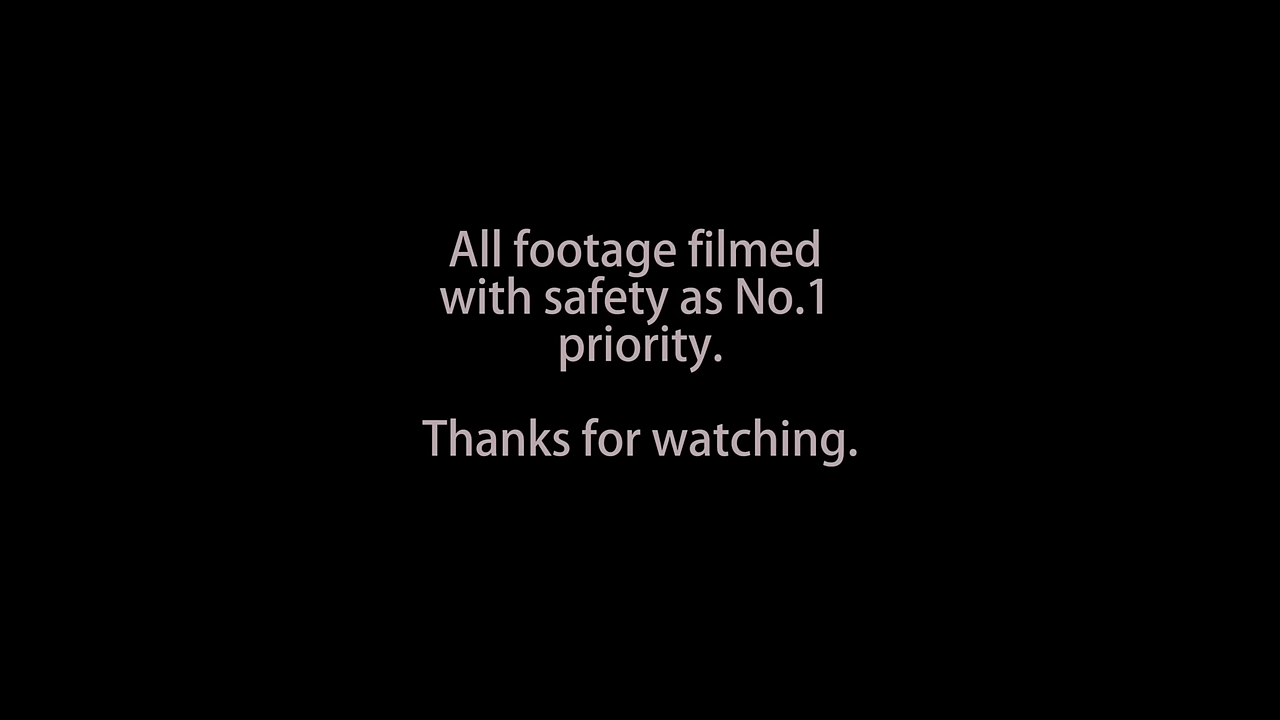 All footage filmed
with safety as No.1
priority.
Thanks for watching.